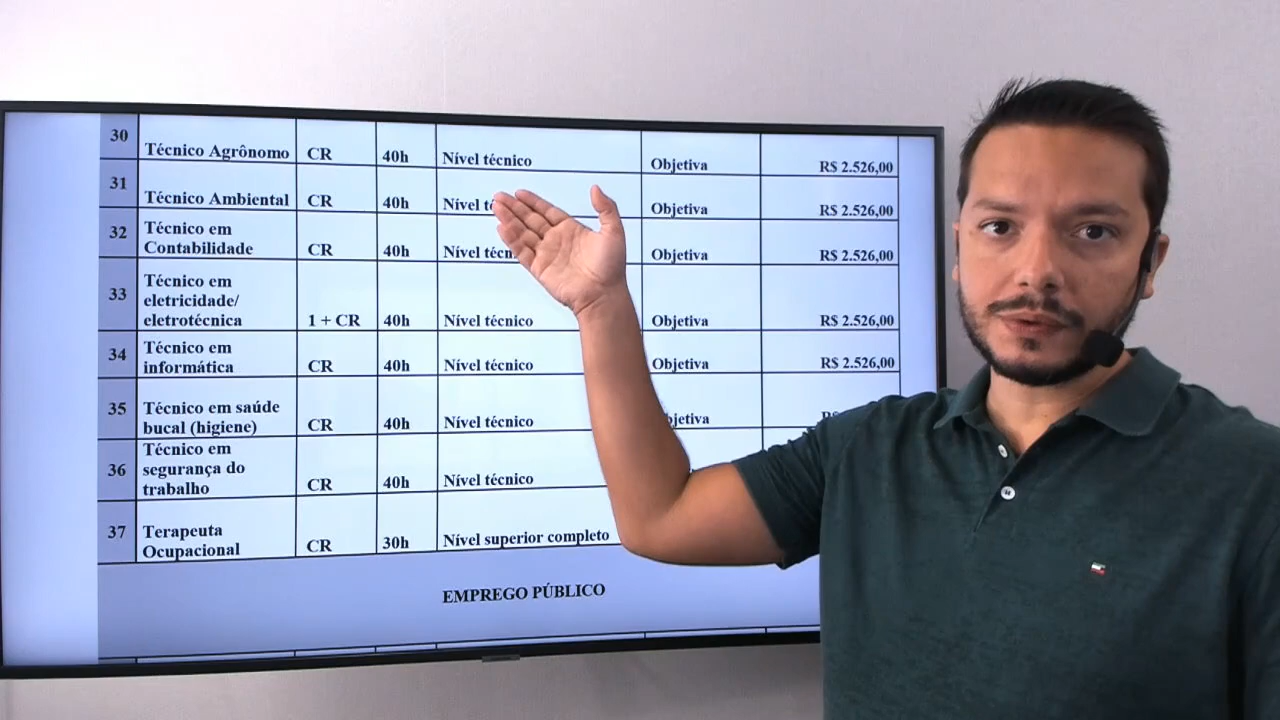 30 Técnico Agrônomo CR 40h Nível técnico Objetiva R$ 2.526,00
31 Técnico Ambiental CR 40h Nível Objetiva R$ 2.526,00
32 Técnico em
Contabilidade CR 40h Nível Objetiva R$ 2.526,00
33 Técnico em
eletricidade/
eletrotécnica 1 + CR 40h Nível técnico Objetiva R$ 2.526,00
34 Técnico em
informática CR 40h Nível técnico Objetiva R$ 2.526,00
35 Técnico em saúde
bucal (higiene) CR 40h Nível técnico
36 Técnico em
segurança do
trabalho CR 40h Nível técnico
37 Terapeuta
Ocupacional CR 30h Nível superior completo
EMPREGO PÚBLICO